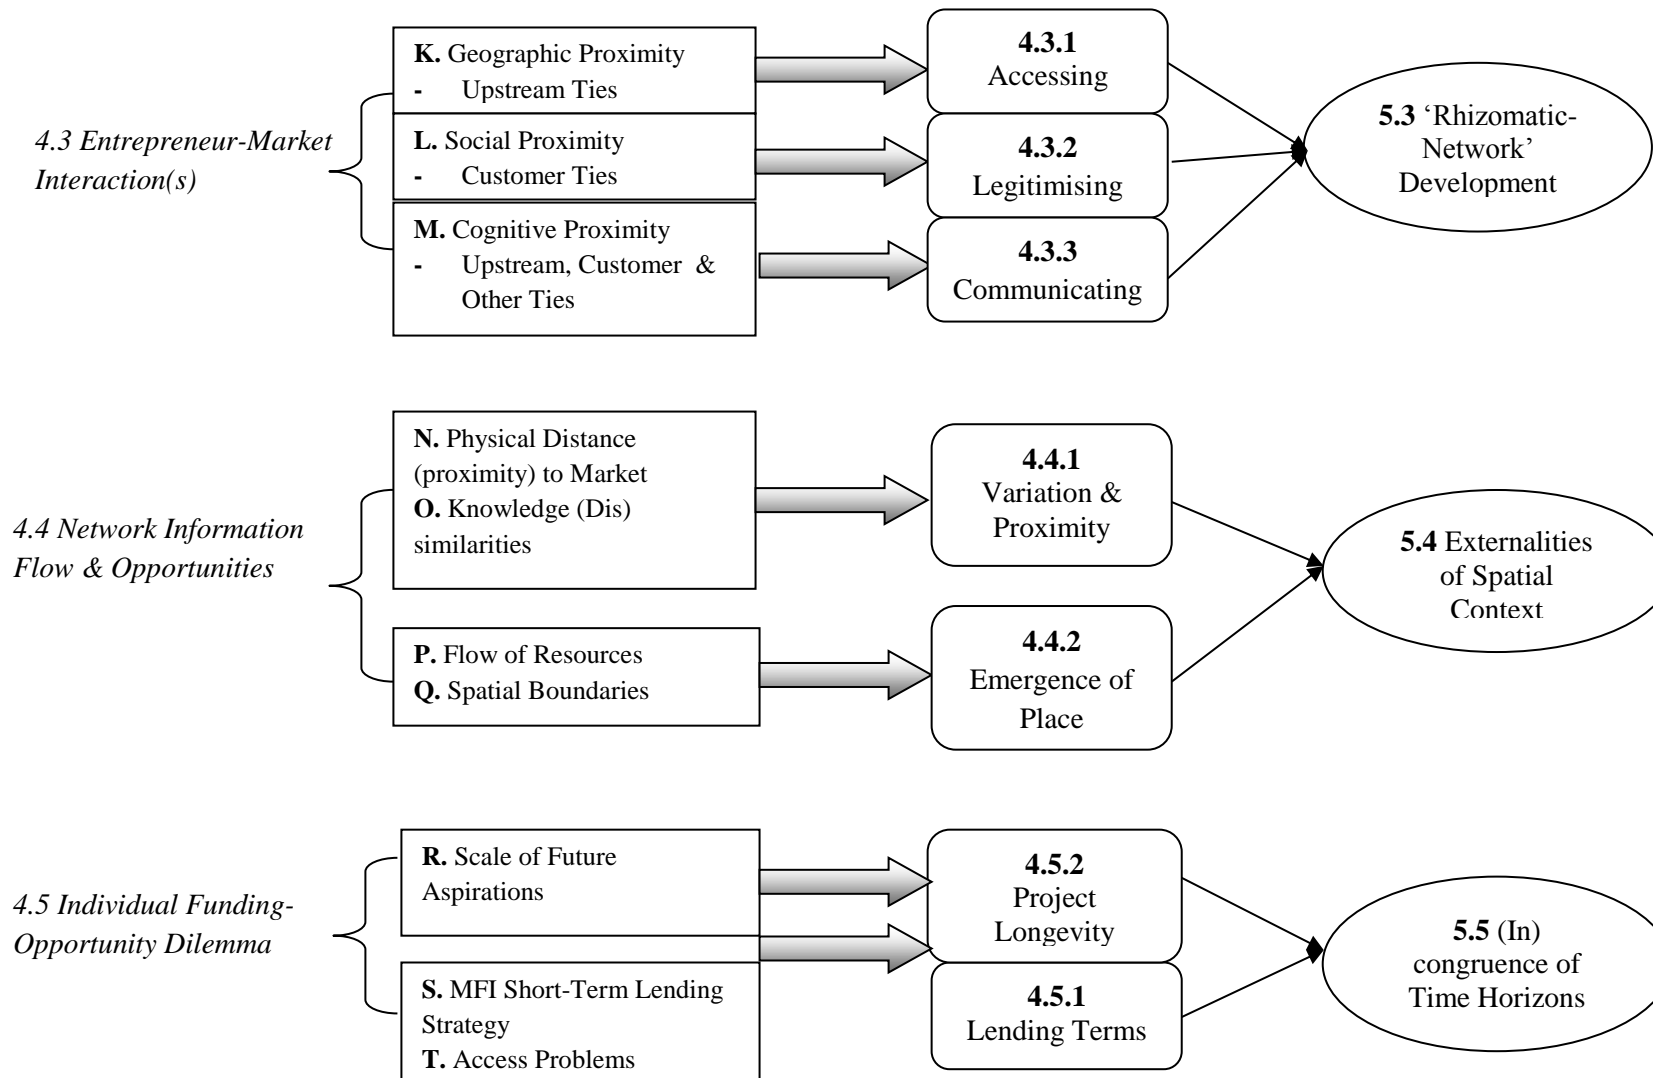 4.3 Entrepreneur-Market
Interaction(s)
K. Geographic Proximity
- Upstream Ties
L. Social Proximity
- Customer Ties
M. Cognitive Proximity
- Upstream, Customer &
Other Ties
4.3.1
Accessing
4.3.2
Legitimising
4.3.3
Communicating
5.3 ‘Rhizomatic-
Network’
Development
4.4 Network Information
Flow & Opportunities
N. Physical Distance
(proximity) to Market
O. Knowledge (Dis)
similarities
P. Flow of Resources
Q. Spatial Boundaries
4.4.1
Variation &
Proximity
4.4.2
Emergence of
Place
5.4 Externalities
of Spatial
Context
4.5 Individual Funding-
Opportunity Dilemma
R. Scale of Future
Aspirations
S. MFI Short-Term Lending
Strategy
T. Access Problems
4.5.2
Project
Longevity
4.5.1
Lending Terms
5.5 (In)
congruence of
Time Horizons